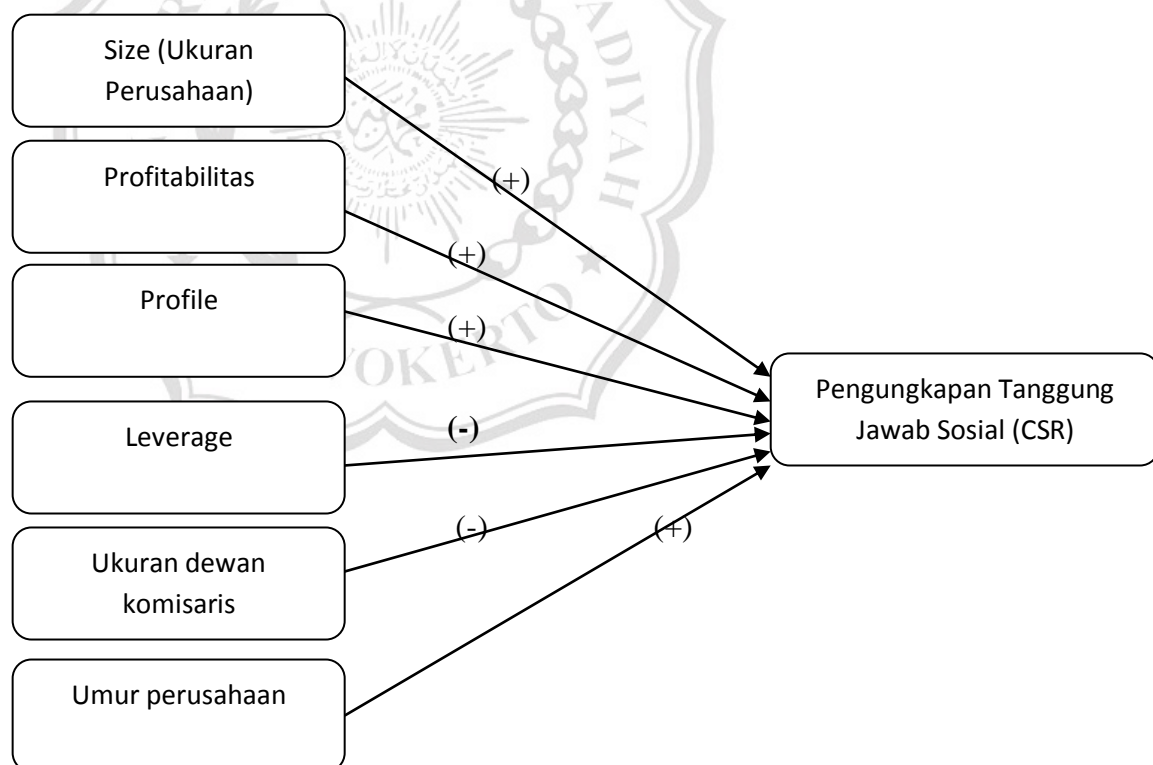 Size (Ukuran
Perusahaan)
Profitabilitas
Profile
Leverage
Ukuran dewan
komisaris
Umur perusahaan
(+)
(+)
(+)
(-)
(-)
(+)
Pengungkapan Tanggung
Jawab Sosial (CSR)